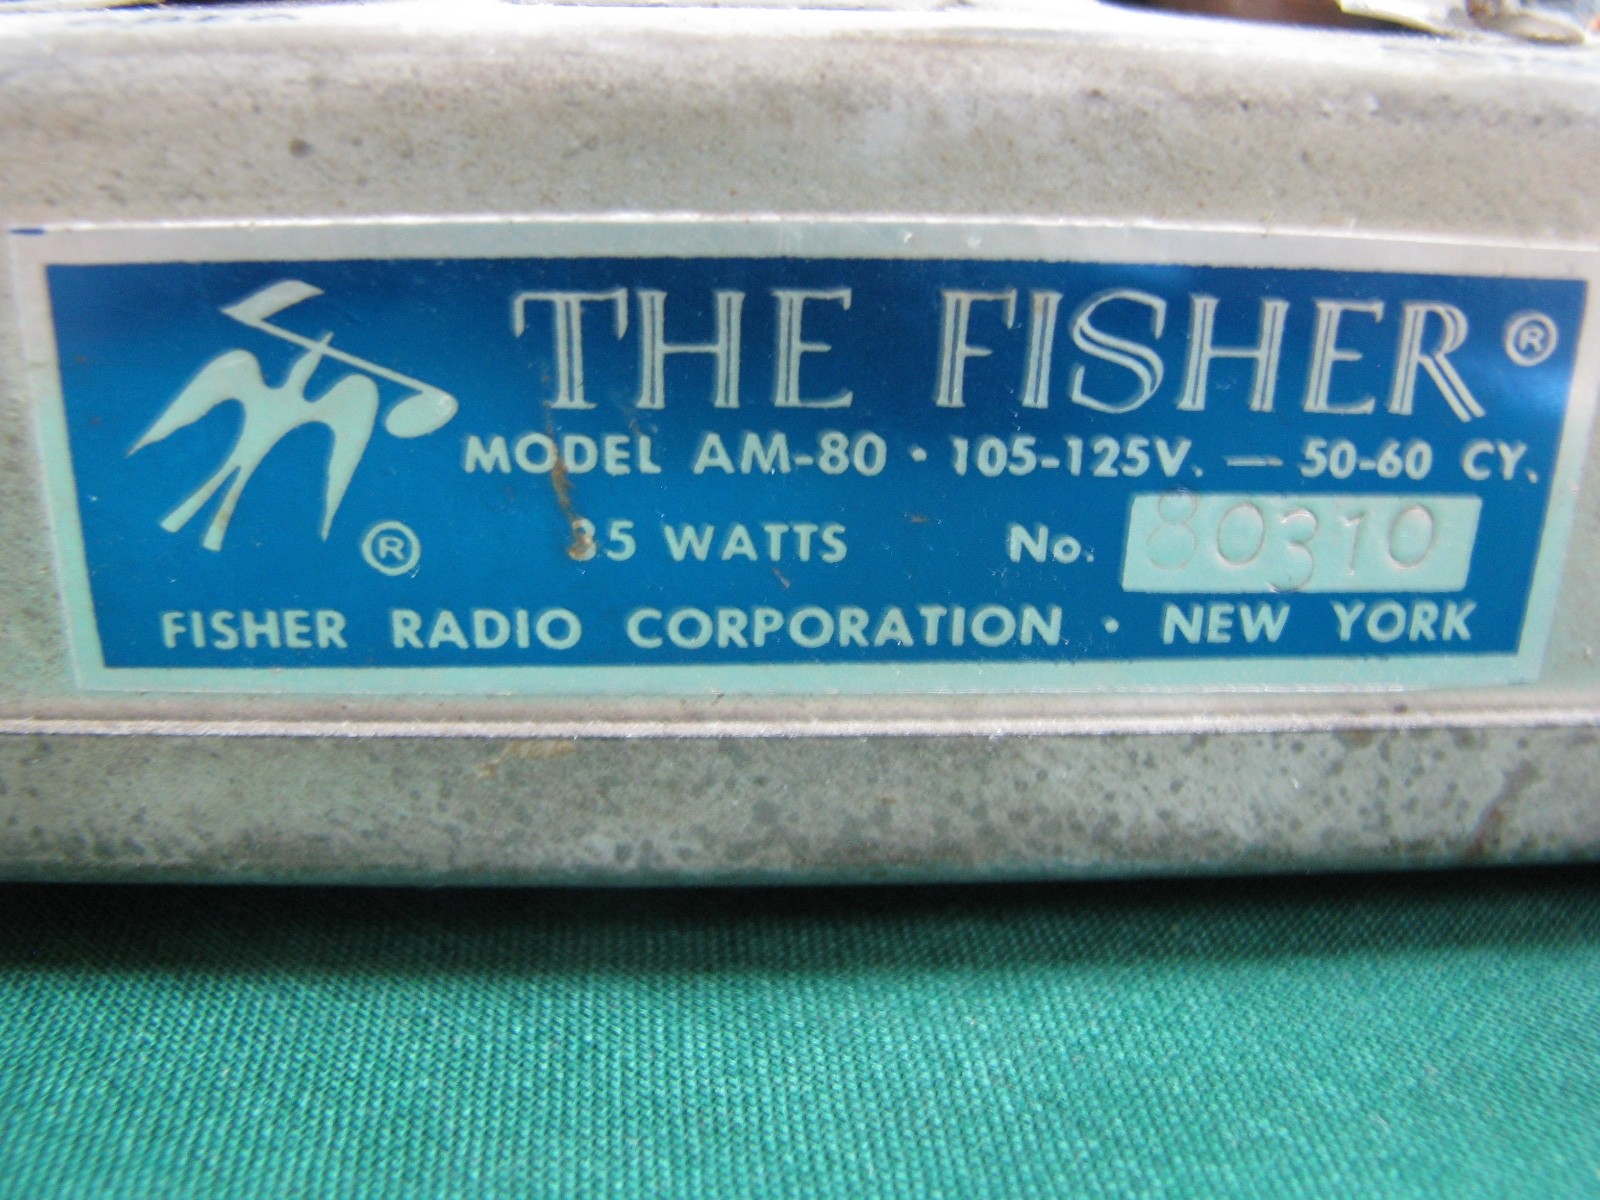 THE FISHER®
MODEL AM-80 • 105-125V. — 50-60 CY.
35 WATTS No. 80310
®
FISHER RADIO CORPORATION • NEW YORK